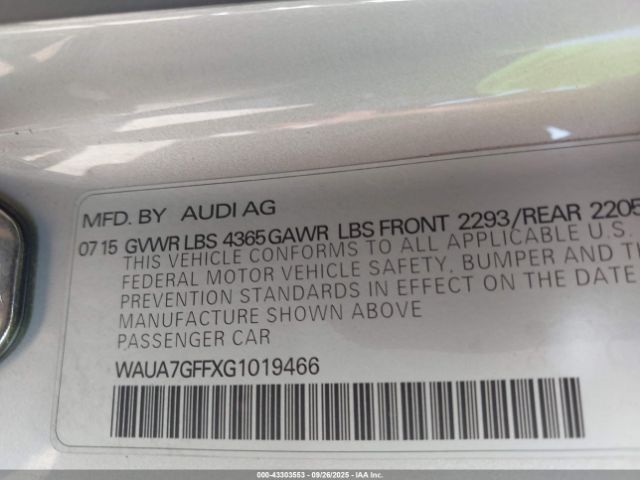 MFD. BY AUDI AG
07 15 GVWR LBS 4365 GAWR LBS FRONT 2293/REAR 2205
THIS VEHICLE CONFORMS TO ALL APPLICABLE U.S.
FEDERAL MOTOR VEHICLE SAFETY, BUMPER AND
PREVENTION STANDARDS IN EFFECT ON THE DATE
MANUFACTURE SHOWN ABOVE
PASSENGER CAR
WAUA7GFFXG1019466
000-43303553 | 09/26/2025 | IAAI.CA